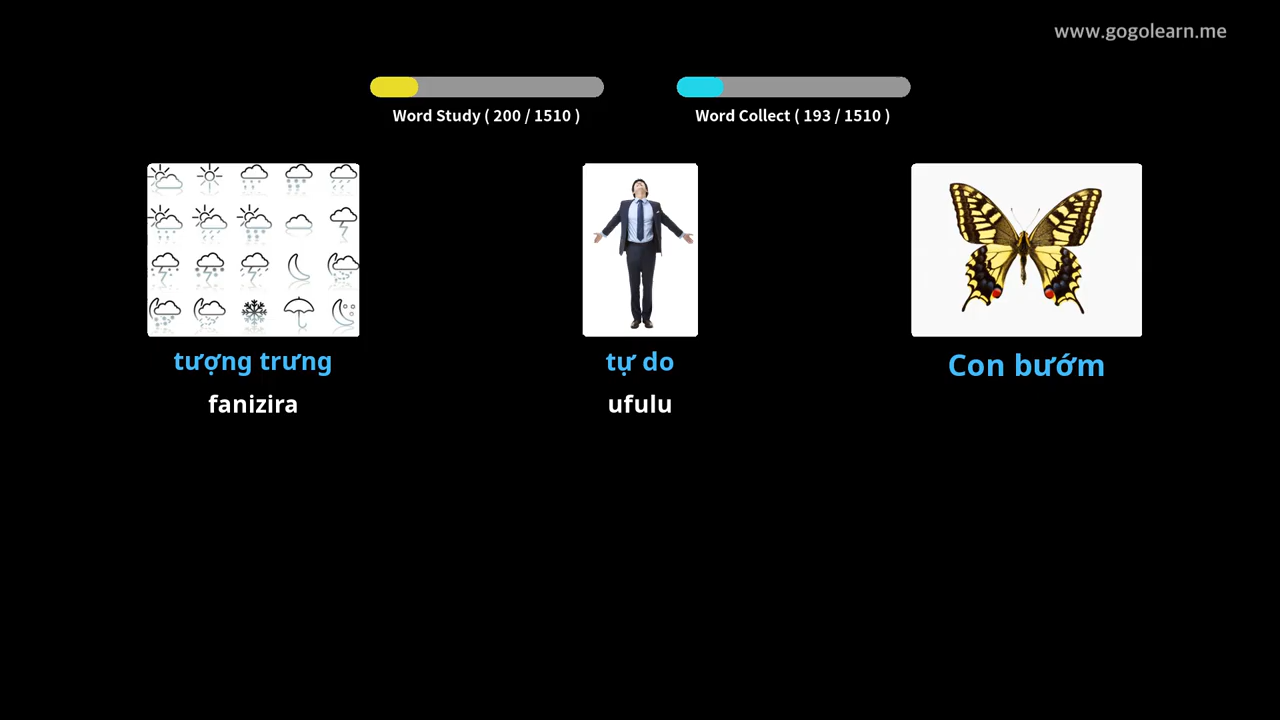 www.gogolearn.me
Word Study ( 200 / 1510 )
Word Collect ( 193 / 1510 )
tượng trưng
fanizira
tự do
ufulu
Con bướm